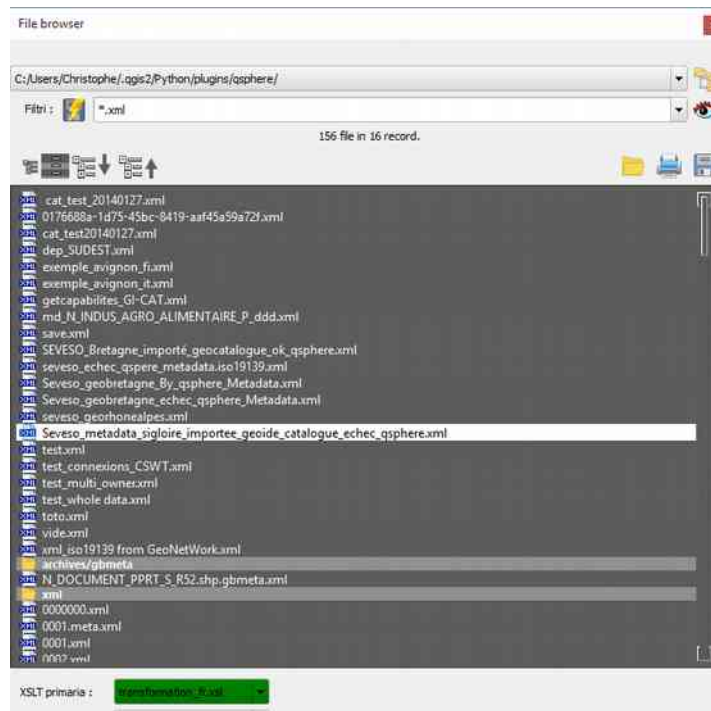 File browser
C:/Users/Christophe/.qgis2/Python/plugins/qsphere/
Filtri :
*.xml
156 file in 16 record.
cat_test_20140127.xml
0176688a-1d75-45bc-8419-aaf45a59a72f.xml
cat_test20140127.xml
dep_SUDEST.xml
exemple_avignon_fi.xml
exemple_avignon_it.xml
getcapabilites_GI-CAT.xml
md_N_INDUS_AGRO_ALIMENTAIRE_P_ddd.xml
save.xml
SEVESO_Bretagne_importé_geocatalogue_ok_qsphere.xml
seveso_echec_qspere_metadata.iso19139.xml
Seveso_geobretagne_By_qsphere_Metadata.xml
Seveso_geobretagne_echec_qsphere_Metadata.xml
seveso_georhonealpes.xml
Seveso_metadata_sigloire_importee_geoide_catalogue_echec_qsphere.xml
test.xml
test_connexions_CSWT.xml
test_multi_owner.xml
test_whole data.xml
toto.xml
vide.xml
xml_iso19139 from GeoNetWork.xml
archives/gbmeta
N_DOCUMENT_PPRT_S_R52.shp.gbmeta.xml
xml
0000000.xml
0001.meta.xml
0001.xml
0002.xml
XSLT primaria :
transformation_fr.xsl